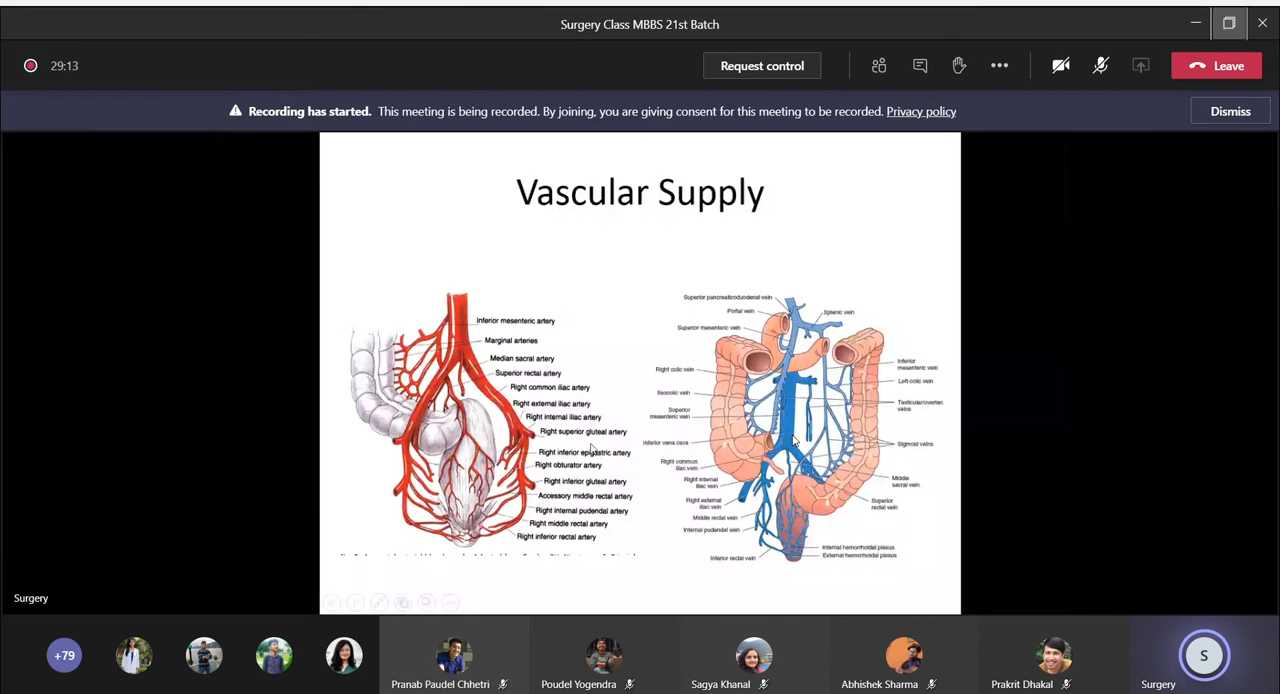 Surgery Class MBBS 21st Batch
29:13
Request control
Leave
Recording has started. This meeting is being recorded. By joining, you are giving consent for this meeting to be recorded. Privacy policy
Dismiss
Vascular Supply
Inferior mesenteric artery
Marginal arteries
Median sacral artery
Superior rectal artery
Right common iliac artery
Right external iliac artery
Right internal iliac artery
Right superior gluteal artery
Right inferior epigastric artery
Right obturator artery
Right inferior gluteal artery
Accessory middle rectal artery
Right internal pudendal artery
Right middle rectal artery
Right inferior rectal artery
Superior pancreaticoduodenal vein
Portal vein
Superior mesenteric vein
Right colic vein
Ileocolic vein
Superior
mesenteric vein
Inferior vena cava
Right common
iliac vein
Right internal
iliac vein
Right external
iliac vein
Middle rectal vein
Internal pudendal vein
Inferior rectal vein
Splenic vein
Inferior
mesenteric vein
Left colic vein
Testicular/ovarian
veins
Sigmoid veins
Middle
sacral vein
Superior
rectal vein
Internal hemorrhoidal plexus
External hemorrhoidal plexus
Surgery
+79
Pranab Paudel Chhetri
Poudel Yogendra
Sagya Khanal
Abhishek Sharma
Prakrit Dhakal
S
Surgery